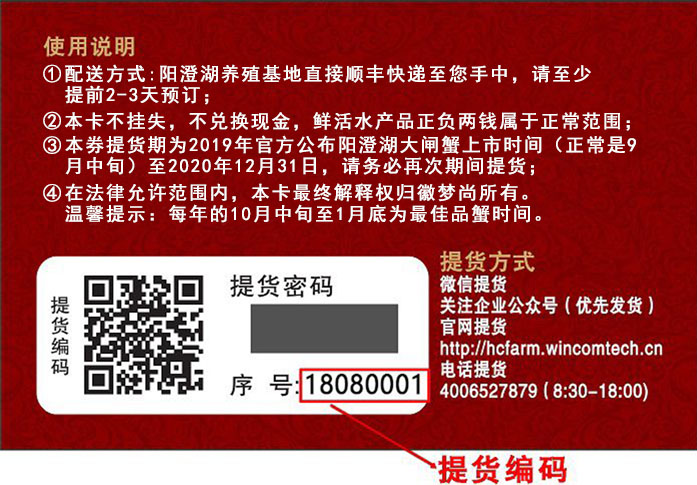 使用说明
①配送方式:阳澄湖养殖基地直接顺丰快递至您手中，请至少
提前2-3天预订；
②本卡不挂失，不兑换现金，鲜活水产品正负两钱属于正常范围；
③本券提货期为2019年官方公布阳澄湖大闸蟹上市时间（正常是9
月中旬）至2020年12月31日，请务必再次期间提货；
④在法律允许范围内，本卡最终解释权归徽梦尚所有。
温馨提示：每年的10月中旬至1月底为最佳品蟹时间。
提货编码
提货密码
序 号:18080001
提货方式
微信提货
关注企业公众号（优先发货）
官网提货
http://hcfarm.wincomtech.cn
电话提货
4006527879（8:30-18:00)
提货编码